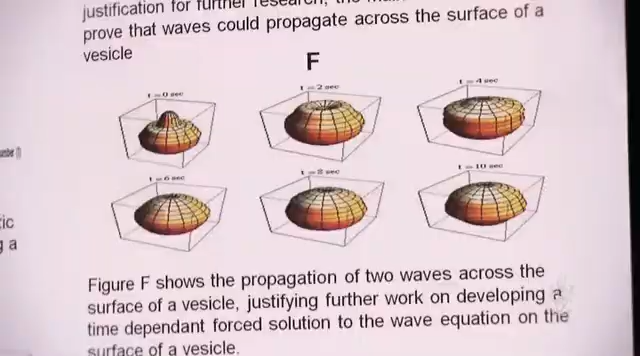 justification for further research, the main
prove that waves could propagate across the surface of a
vesicle
F
t = 0 sec
t = 2 sec
t = 4 sec
t = 6 sec
t = 8 sec
t = 10 sec
Figure F shows the propagation of two waves across the
surface of a vesicle, justifying further work on developing a
time dependant forced solution to the wave equation on the
surface of a vesicle.